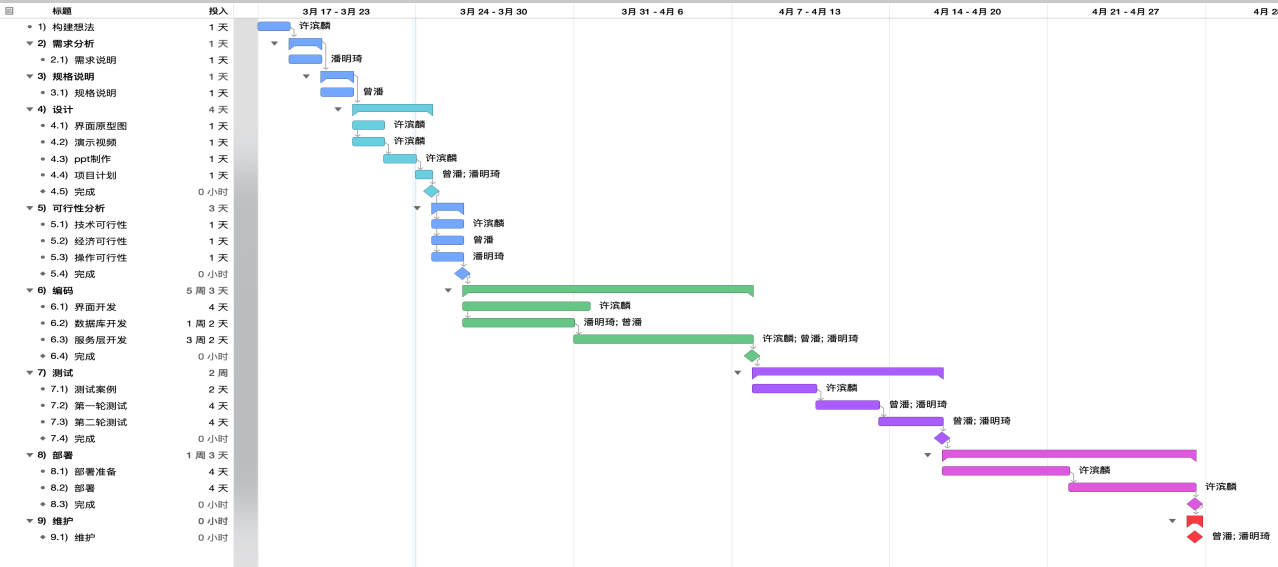 标题 投入 3月 17 - 3月 23 3月 24 - 3月 30 3月 31 - 4月 6 4月 7 - 4月 13 4月 14 - 4月 20 4月 21 - 4月 27 4月 28
1) 构建想法 1 天 许滨麟
2) 需求分析 1 天
2.1) 需求说明 1 天 潘明琦
3) 规格说明 1 天
3.1) 规格说明 1 天 曾潘
4) 设计 4 天
4.1) 界面原型图 1 天 许滨麟
4.2) 演示视频 1 天 许滨麟
4.3) ppt制作 1 天 许滨麟
4.4) 项目计划 1 天 曾潘; 潘明琦
4.5) 完成 0 小时
5) 可行性分析 3 天
5.1) 技术可行性 1 天 许滨麟
5.2) 经济可行性 1 天 曾潘
5.3) 操作可行性 1 天 潘明琦
5.4) 完成 0 小时
6) 编码 5 周 3 天
6.1) 界面开发 4 天 许滨麟
6.2) 数据库开发 1 周 2 天 潘明琦; 曾潘
6.3) 服务层开发 3 周 2 天 许滨麟; 曾潘; 潘明琦
6.4) 完成 0 小时
7) 测试 2 周
7.1) 测试案例 2 天 许滨麟
7.2) 第一轮测试 4 天 曾潘; 潘明琦
7.3) 第二轮测试 4 天 曾潘; 潘明琦
7.4) 完成 0 小时
8) 部署 1 周 3 天
8.1) 部署准备 4 天 许滨麟
8.2) 部署 4 天 许滨麟
8.3) 完成 0 小时
9) 维护 0 小时
9.1) 维护 0 小时 曾潘; 潘明琦